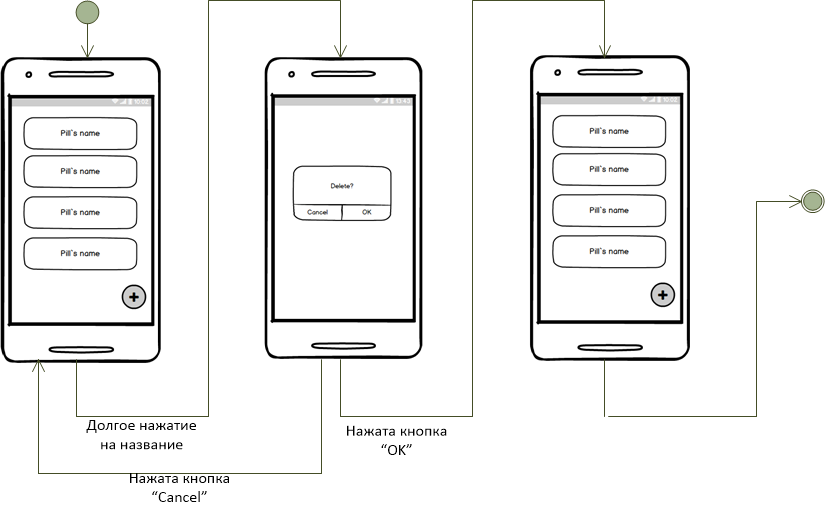 Pill`s name
Pill`s name
Pill`s name
Pill`s name
Delete?
Cancel OK
Pill`s name
Pill`s name
Pill`s name
Pill`s name
Долгое нажатие
на название
Нажата кнопка
“OK”
Нажата кнопка
“Cancel”